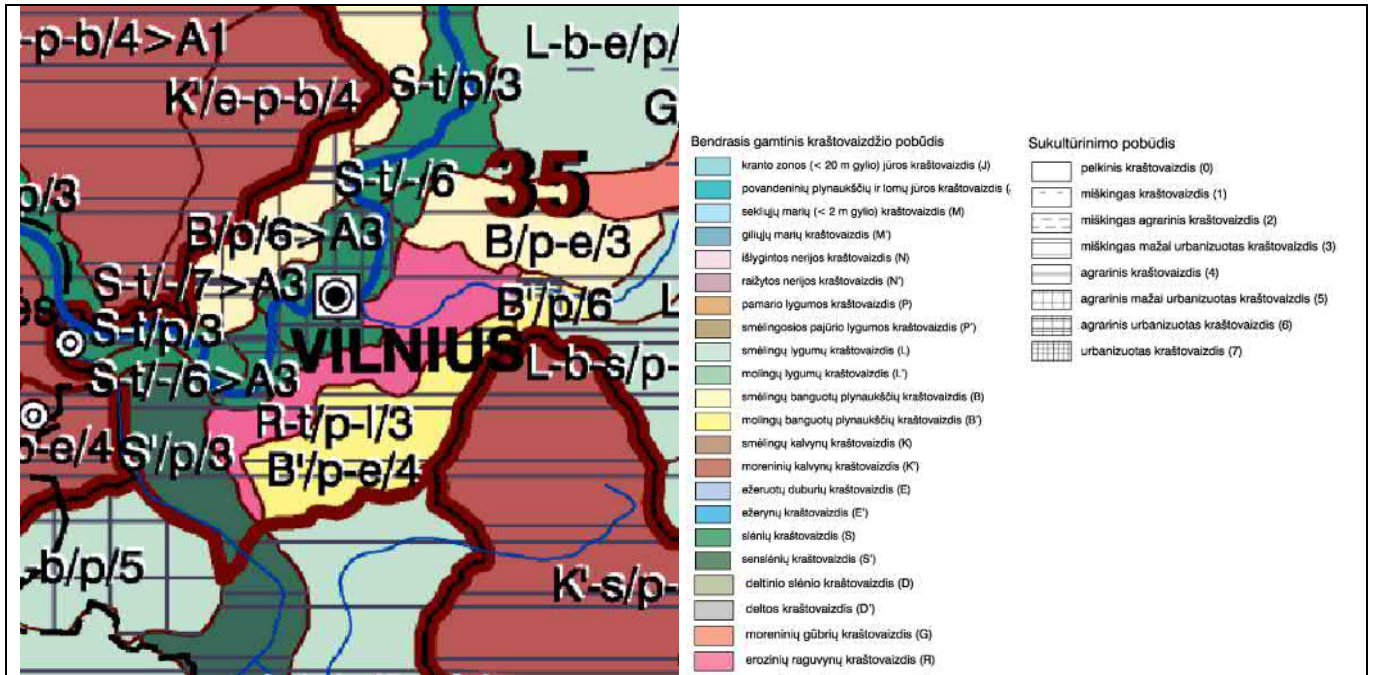 -p-b/4>A1
L-b-e/p/
K'/e-p-b/4
S-t/p/3
G
35
S-t/-/6
p/3
B/p/6>A3
B/p-e/3
S-t/-/7>A3
B'/p/6
S-t/p/3
VILNIUS
L-b-s/p-
S-t/-/6>A3
R-t/p-l/3
-e/4
S'/p/3
B'/p-e/4
-b/p/5
K'-s/p-
Bendrasis gamtinis kraštovaizdžio pobūdis
kranto zonos (< 20 m gylio) jūros kraštovaizdis (J)
povandeninių plynaukščių ir lomų jūros kraštovaizdis (
sekliųjų marių (< 2 m gylio) kraštovaizdis (M)
giliųjų marių kraštovaizdis (M')
išlygintos nerijos kraštovaizdis (N)
raižytos nerijos kraštovaizdis (N')
pamario lygumos kraštovaizdis (P)
smėlingosios pajūrio lygumos kraštovaizdis (P')
smėlingų lygumų kraštovaizdis (L)
molingų lygumų kraštovaizdis (L')
smėlingų banguotų plynaukščių kraštovaizdis (B)
molingų banguotų plynaukščių kraštovaizdis (B')
smėlingų kalvynų kraštovaizdis (K)
moreninių kalvynų kraštovaizdis (K')
ežeruotų duburių kraštovaizdis (E)
ežerynų kraštovaizdis (E')
slėnių kraštovaizdis (S)
senslėnių kraštovaizdis (S')
deltinio slėnio kraštovaizdis (D)
deltos kraštovaizdis (D')
moreninių gūbrių kraštovaizdis (G)
erozinių raguvynų kraštovaizdis (R)
Sukultūrinimo pobūdis
pelkinis kraštovaizdis (0)
miškingas kraštovaizdis (1)
miškingas agrarinis kraštovaizdis (2)
miškingas mažai urbanizuotas kraštovaizdis (3)
agrarinis kraštovaizdis (4)
agrarinis mažai urbanizuotas kraštovaizdis (5)
agrarinis urbanizuotas kraštovaizdis (6)
urbanizuotas kraštovaizdis (7)